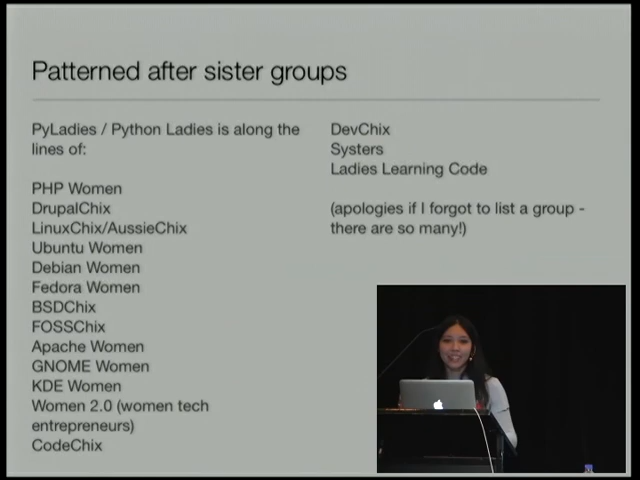 Patterned after sister groups
PyLadies / Python Ladies is along the
lines of:
PHP Women
DrupalChix
LinuxChix/AussieChix
Ubuntu Women
Debian Women
Fedora Women
BSDChix
FOSSChix
Apache Women
GNOME Women
KDE Women
Women 2.0 (women tech
entrepreneurs)
CodeChix
DevChix
Systers
Ladies Learning Code
(apologies if I forgot to list a group -
there are so many!)